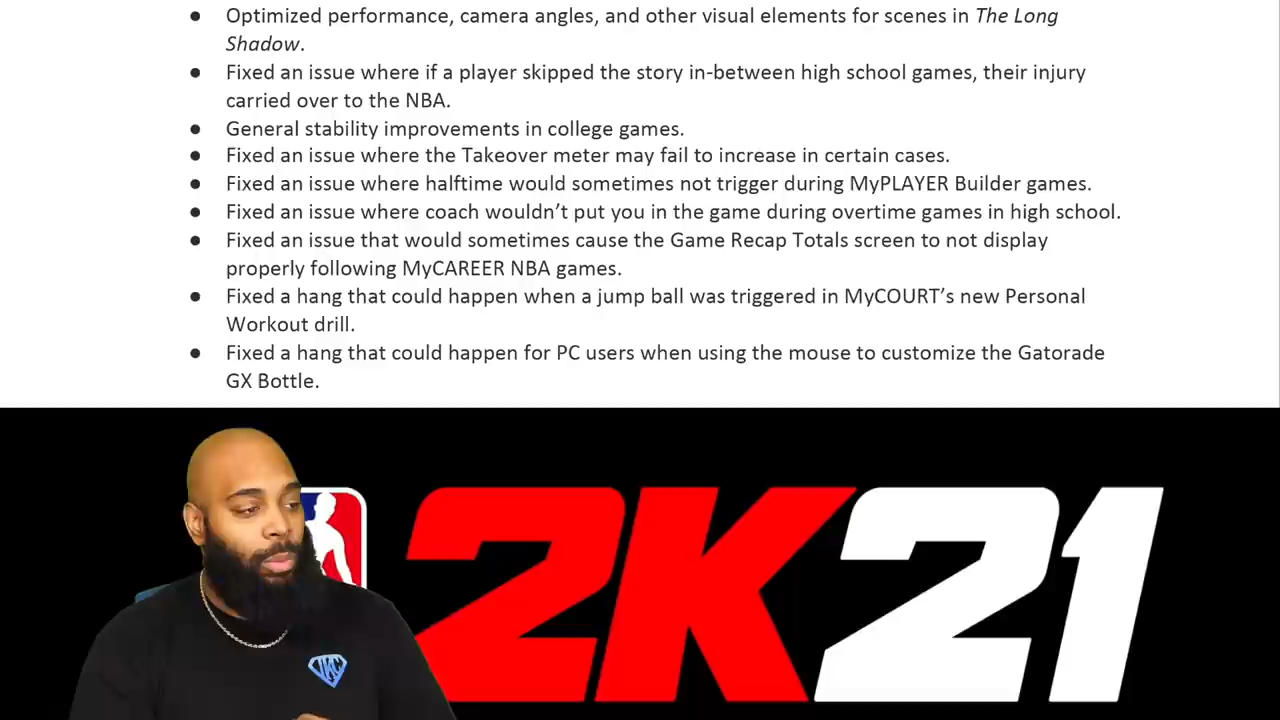 ● Optimized performance, camera angles, and other visual elements for scenes in The Long
Shadow.
● Fixed an issue where if a player skipped the story in-between high school games, their injury
carried over to the NBA.
● General stability improvements in college games.
● Fixed an issue where the Takeover meter may fail to increase in certain cases.
● Fixed an issue where halftime would sometimes not trigger during MyPLAYER Builder games.
● Fixed an issue where coach wouldn’t put you in the game during overtime games in high school.
● Fixed an issue that would sometimes cause the Game Recap Totals screen to not display
properly following MyCAREER NBA games.
● Fixed a hang that could happen when a jump ball was triggered in MyCOURT’s new Personal
Workout drill.
● Fixed a hang that could happen for PC users when using the mouse to customize the Gatorade
GX Bottle.
2K21